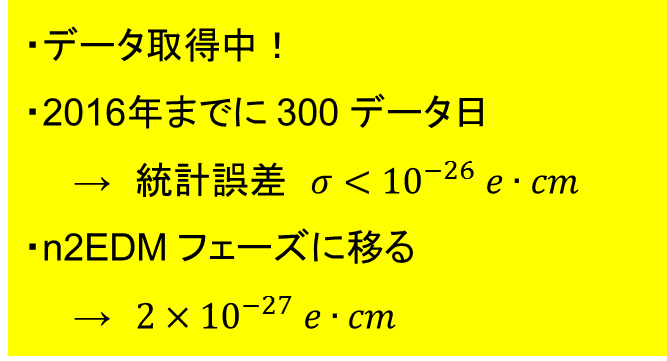 ・データ取得中！
・2016年までに 300 データ日
→ 統計誤差 σ < 10⁻²⁶ e · cm
・n2EDM フェーズに移る
→ 2 × 10⁻²⁷ e · cm